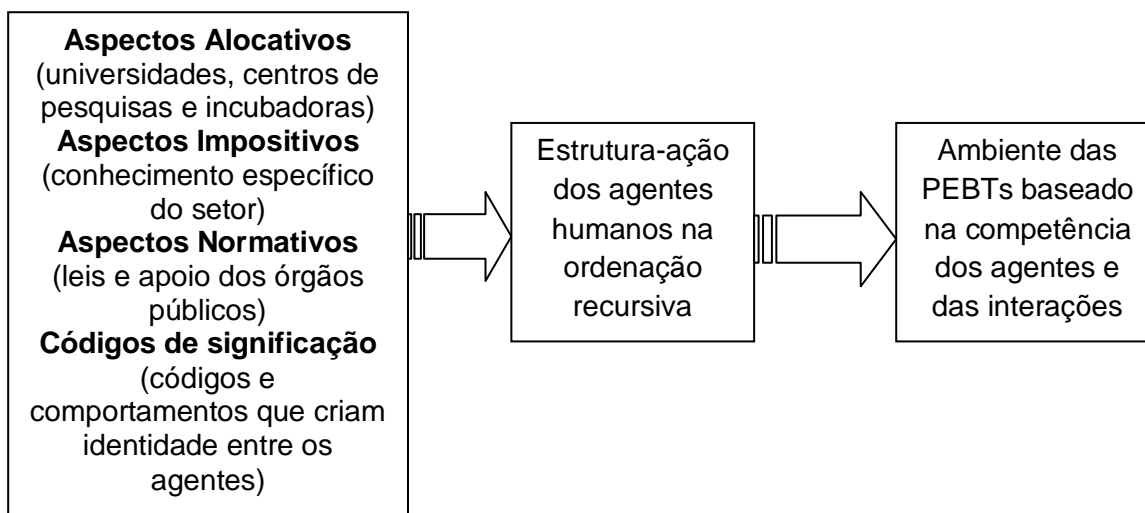 Aspectos Alocativos
(universidades, centros de
pesquisas e incubadoras)
Aspectos Impositivos
(conhecimento específico
do setor)
Aspectos Normativos
(leis e apoio dos órgãos
públicos)
Códigos de significação
(códigos e
comportamentos que criam
identidade entre os
agentes)
Estrutura-ação
dos agentes
humanos na
ordenação
recursiva
Ambiente das
PEBTs baseado
na competência
dos agentes e
das interações